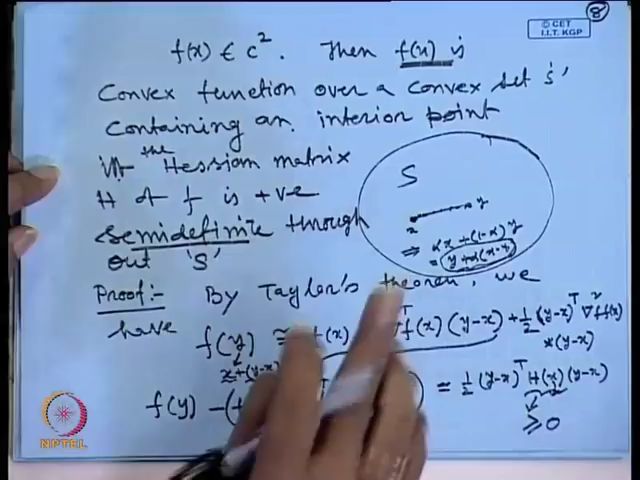 8
© CET
I.I.T. KGP
f(x) ∈ C². Then f(x) is
Convex function over a convex set 'S'
containing an interior point
iff the Hessian matrix
H of f is +ve
semidefinite through
out 'S'
S
x
y
⇒ αx+(1-α)y
= y+α(x-y)
Proof:- By Taylor's theorem, we
have
f(y) ≅ f(x) ∇ᵀf(x)(y-x) + ½(y-x)ᵀ ∇²f(x)
*(y-x)
f(y) -(f = ½(y-x)ᵀ H(x)(y-x)
≥0
NPTEL